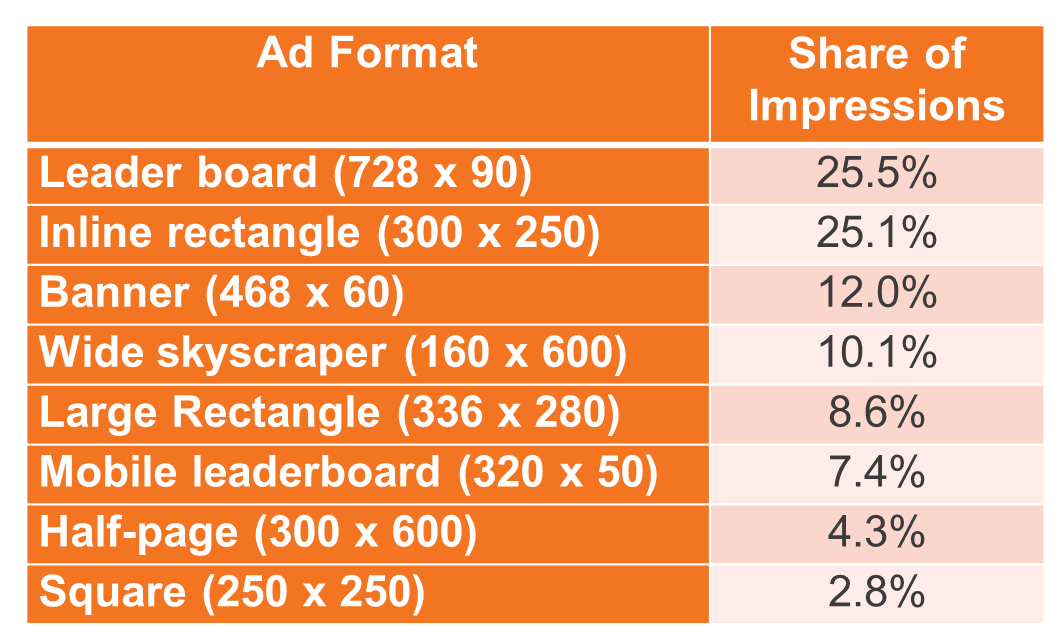 Ad Format
Share of
Impressions
Leader board (728 x 90)
25.5%
Inline rectangle (300 x 250)
25.1%
Banner (468 x 60)
12.0%
Wide skyscraper (160 x 600)
10.1%
Large Rectangle (336 x 280)
8.6%
Mobile leaderboard (320 x 50)
7.4%
Half-page (300 x 600)
4.3%
Square (250 x 250)
2.8%